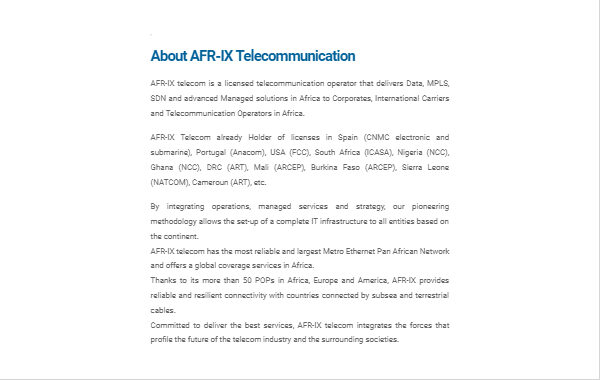 About AFR-IX Telecommunication
AFR-IX telecom is a licensed telecommunication operator that delivers Data, MPLS,
SDN and advanced Managed solutions in Africa to Corporates, International Carriers
and Telecommunication Operators in Africa.
AFR-IX Telecom already Holder of licenses in Spain (CNMC electronic and
submarine), Portugal (Anacom), USA (FCC), South Africa (ICASA), Nigeria (NCC),
Ghana (NCC), DRC (ART), Mali (ARCEP), Burkina Faso (ARCEP), Sierra Leone
(NATCOM), Cameroun (ART), etc.
By integrating operations, managed services and strategy, our pioneering
methodology allows the set-up of a complete IT infrastructure to all entities based on
the continent.
AFR-IX telecom has the most reliable and largest Metro Ethernet Pan African Network
and offers a global coverage services in Africa.
Thanks to its more than 50 POPs in Africa, Europe and America, AFR-IX provides
reliable and resilient connectivity with countries connected by subsea and terrestrial
cables.
Committed to deliver the best services, AFR-IX telecom integrates the forces that
profile the future of the telecom industry and the surrounding societies.